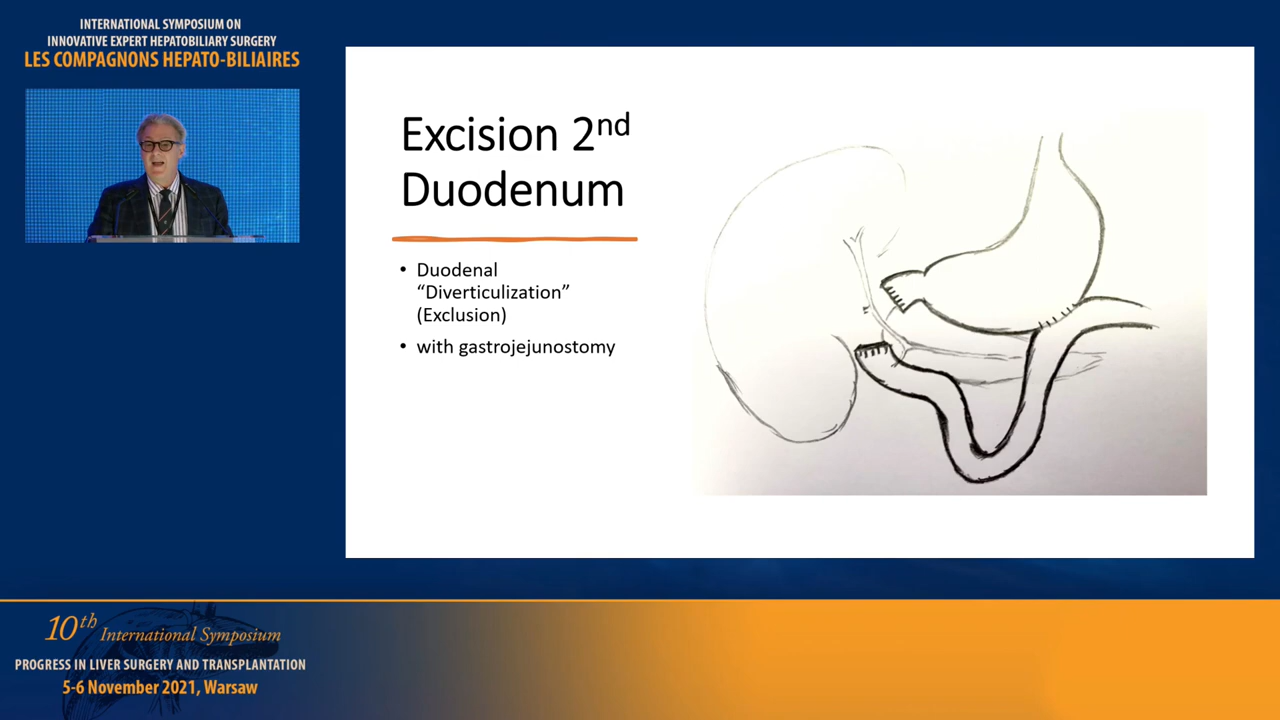 INTERNATIONAL SYMPOSIUM ON
INNOVATIVE EXPERT HEPATOBILIARY SURGERY
LES COMPAGNONS HEPATO-BILIAIRES
Excision 2nd
Duodenum
• Duodenal
“Diverticulization”
(Exclusion)
• with gastrojejunostomy
10th International Symposium
PROGRESS IN LIVER SURGERY AND TRANSPLANTATION
5-6 November 2021, Warsaw